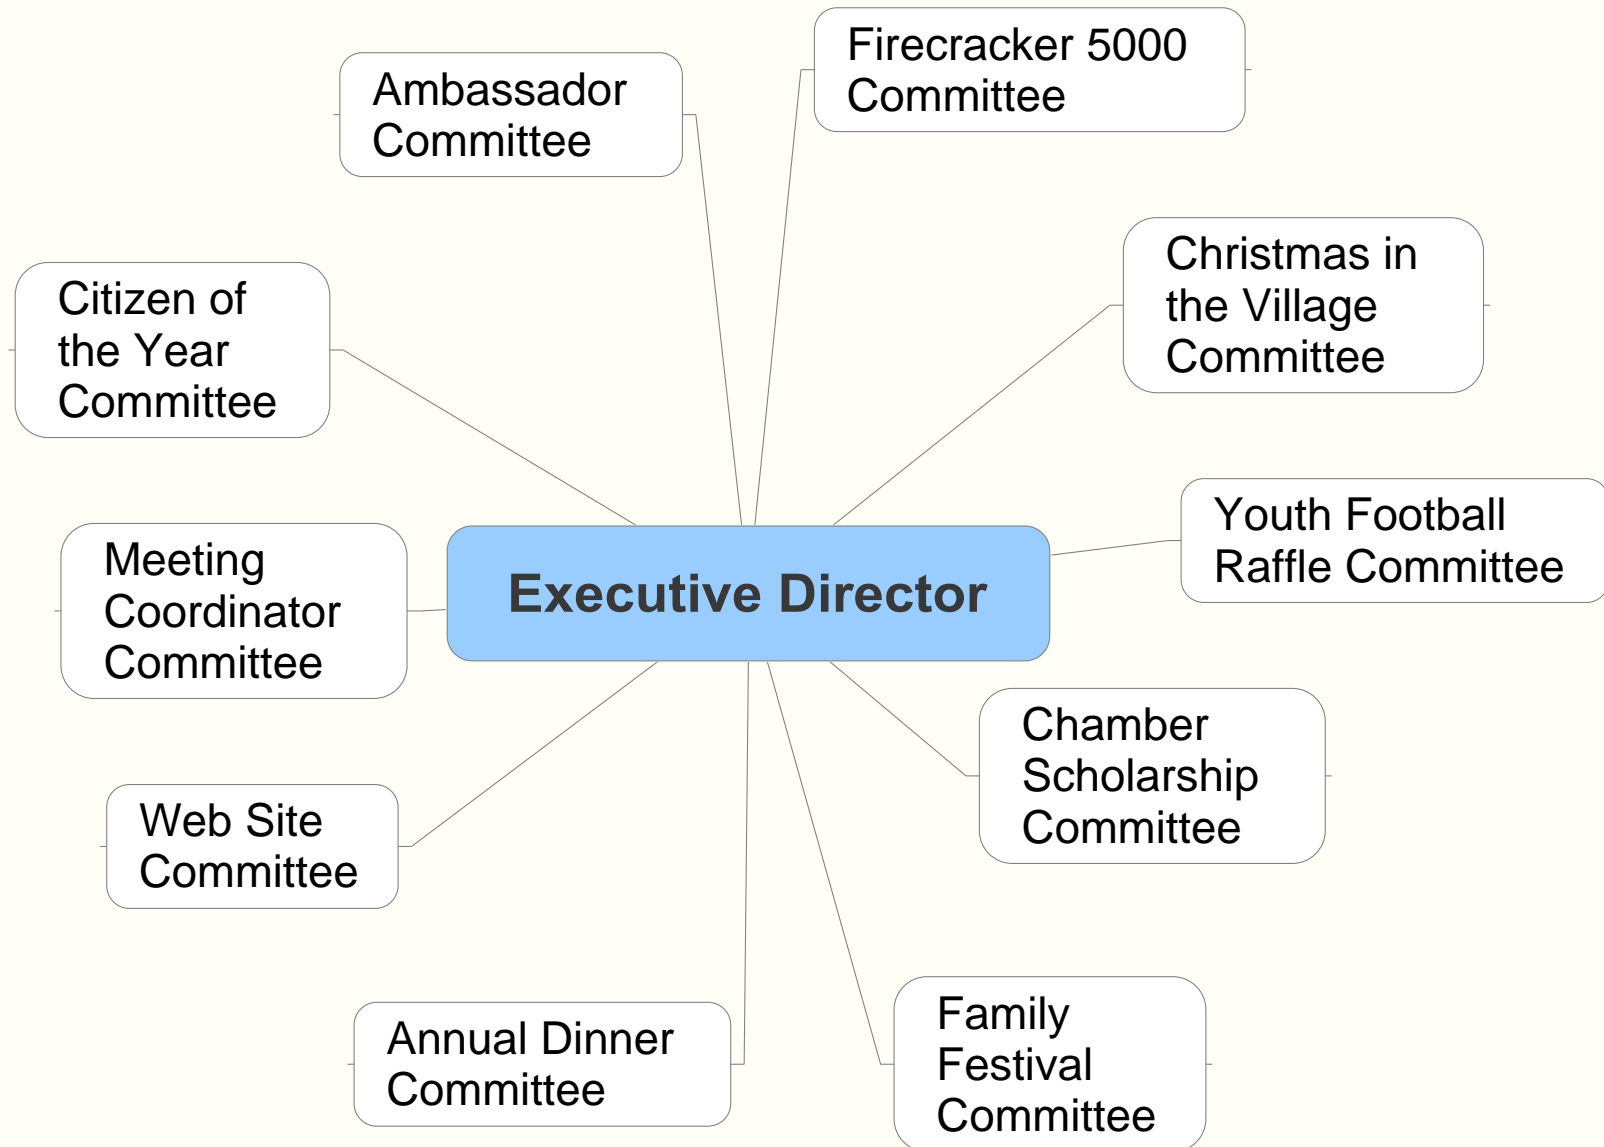 Firecracker 5000
Committee
Ambassador
Committee
Christmas in
the Village
Committee
Citizen of
the Year
Committee
Youth Football
Raffle Committee
Meeting
Coordinator
Committee
Executive Director
Chamber
Scholarship
Committee
Web Site
Committee
Annual Dinner
Committee
Family
Festival
Committee